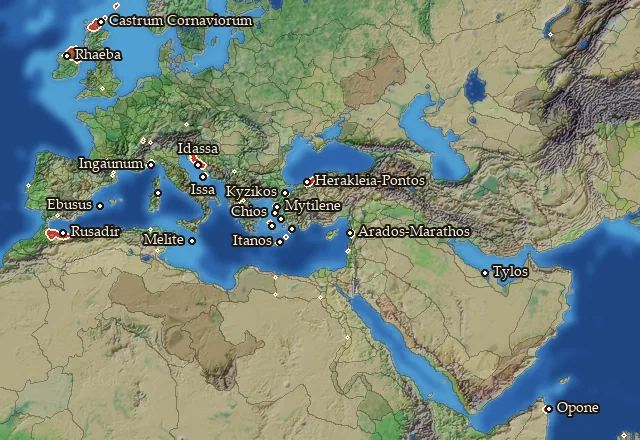 Castrum Cornaviorum
Rhaeba
Idassa
Ingaunum
Issa
Herakleia-Pontos
Kyzikos
Ebusus
Chios
Mytilene
Rusadir
Melite
Itanos
Arados-Marathos
Tylos
Opone